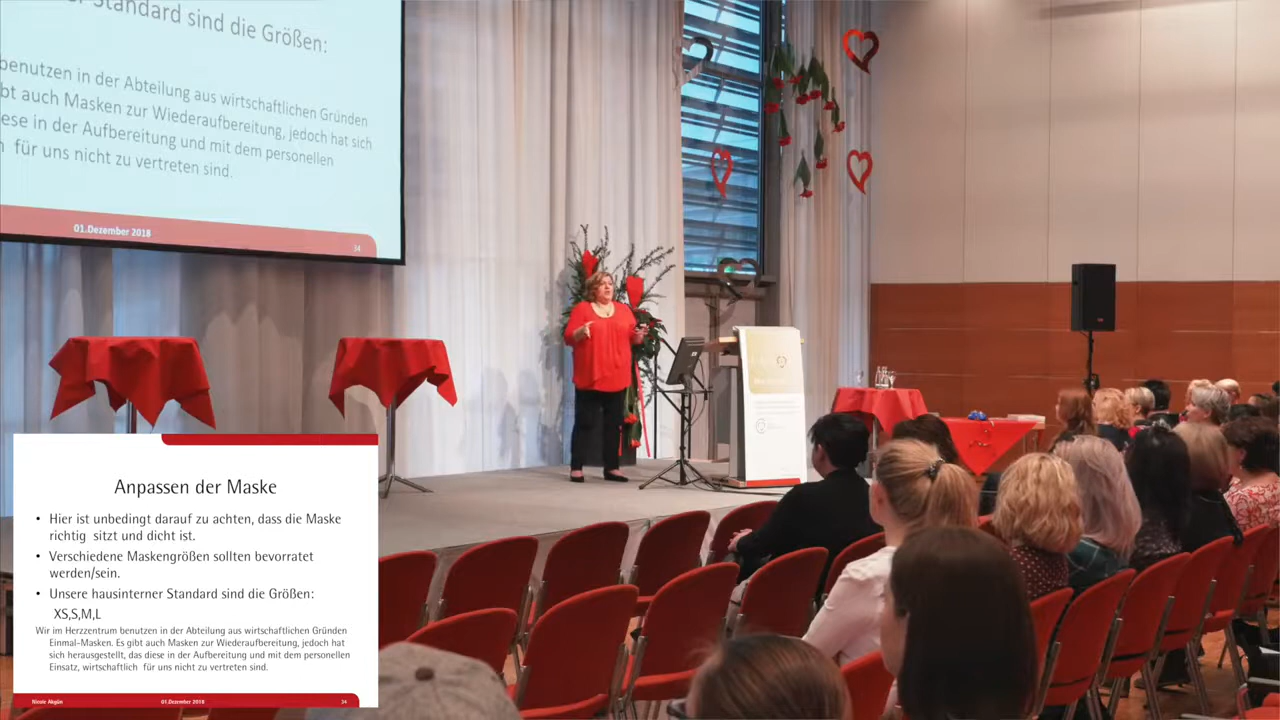 r Standard sind die Größen:
benutzen in der Abteilung aus wirtschaftlichen Gründen
bt auch Masken zur Wiederaufbereitung, jedoch hat sich
ese in der Aufbereitung und mit dem personellen
für uns nicht zu vertreten sind.
01.Dezember 2018
34
Anpassen der Maske
• Hier ist unbedingt darauf zu achten, dass die Maske
richtig sitzt und dicht ist.
• Verschiedene Maskengrößen sollten bevorratet
werden/sein.
• Unsere hausinterner Standard sind die Größen:
XS,S,M,L
Wir im Herzzentrum benutzen in der Abteilung aus wirtschaftlichen Gründen
Einmal-Masken. Es gibt auch Masken zur Wiederaufbereitung, jedoch hat
sich herausgestellt, das diese in der Aufbereitung und mit dem personellen
Einsatz, wirtschaftlich für uns nicht zu vertreten sind.
Nicole Akgün
01.Dezember 2018
34